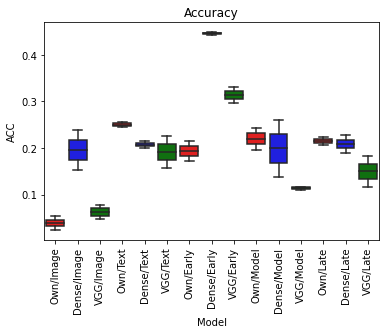 Accuracy
0.4
0.3
0.2
0.1
ACC
Own/Image
Dense/Image
VGG/Image
Own/Text
Dense/Text
VGG/Text
Own/Early
Dense/Early
VGG/Early
Own/Model
Dense/Model
VGG/Model
Own/Late
Dense/Late
VGG/Late
Model